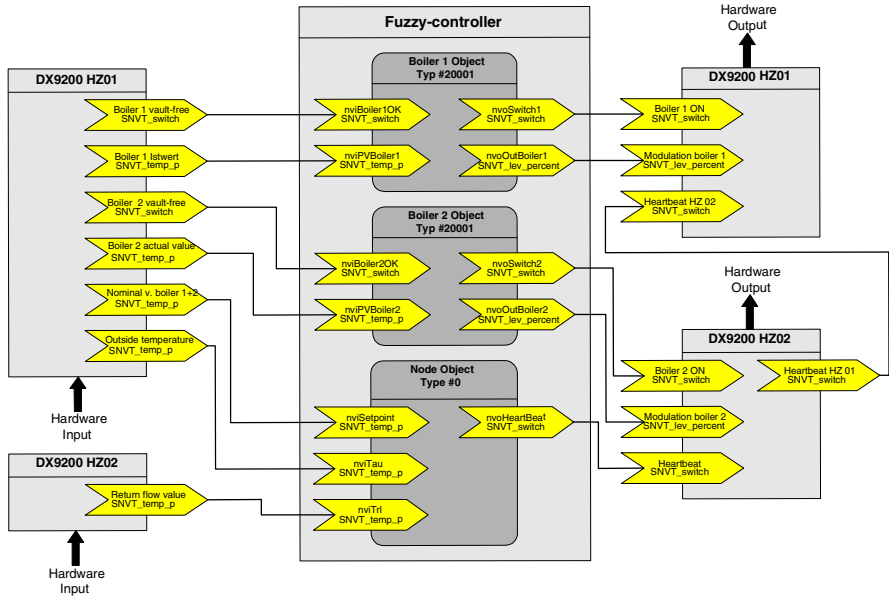 Fuzzy-controller
DX9200 HZ01
Boiler 1 vault-free
SNVT_switch
Boiler 1 Istwert
SNVT_temp_p
Boiler  2 vault-free
SNVT_switch
Boiler 2 actual value
SNVT_temp_p
Nominal v. boiler 1+2
SNVT_temp_p
Outside temperature
SNVT_temp_p
Hardware
Input
DX9200 HZ02
Return flow value
SNVT_temp_p
Hardware
Input
Boiler 1 Object
Typ #20001
nviBoiler1OK
SNVT_switch
nvoSwitch1
SNVT_switch
nviPVBoiler1
SNVT_temp_p
nvoOutBoiler1
SNVT_lev_percent
Boiler 2 Object
Typ #20001
nviBoiler2OK
SNVT_switch
nvoSwitch2
SNVT_switch
nviPVBoiler2
SNVT_temp_p
nvoOutBoiler2
SNVT_lev_percent
Node Object
Type #0
nviSetpoint
SNVT_temp_p
nvoHeartBeat
SNVT_switch
nviTau
SNVT_temp_p
nviTrl
SNVT_temp_p
Hardware
Output
DX9200 HZ01
Boiler 1 ON
SNVT_switch
Modulation boiler 1
SNVT_lev_percent
Heartbeat HZ 02
SNVT_switch
Hardware
Output
DX9200 HZ02
Boiler 2 ON
SNVT_switch
Heartbeat HZ 01
SNVT_switch
Modulation boiler 2
SNVT_lev_percent
Heartbeat
SNVT_switch